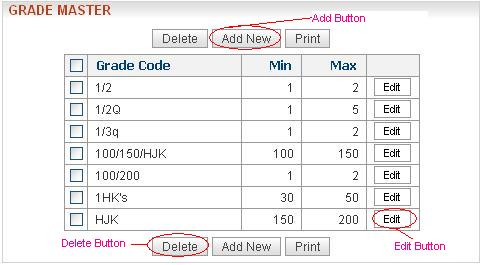 GRADE MASTER
Add Button
Delete Add New Print
Grade Code Min Max
1/2 1 2 Edit
1/2Q 1 5 Edit
1/3q 1 2 Edit
100/150/HJK 100 150 Edit
100/200 1 2 Edit
1HK's 30 50 Edit
HJK 150 200 Edit
Delete Button Delete Add New Print Edit Button